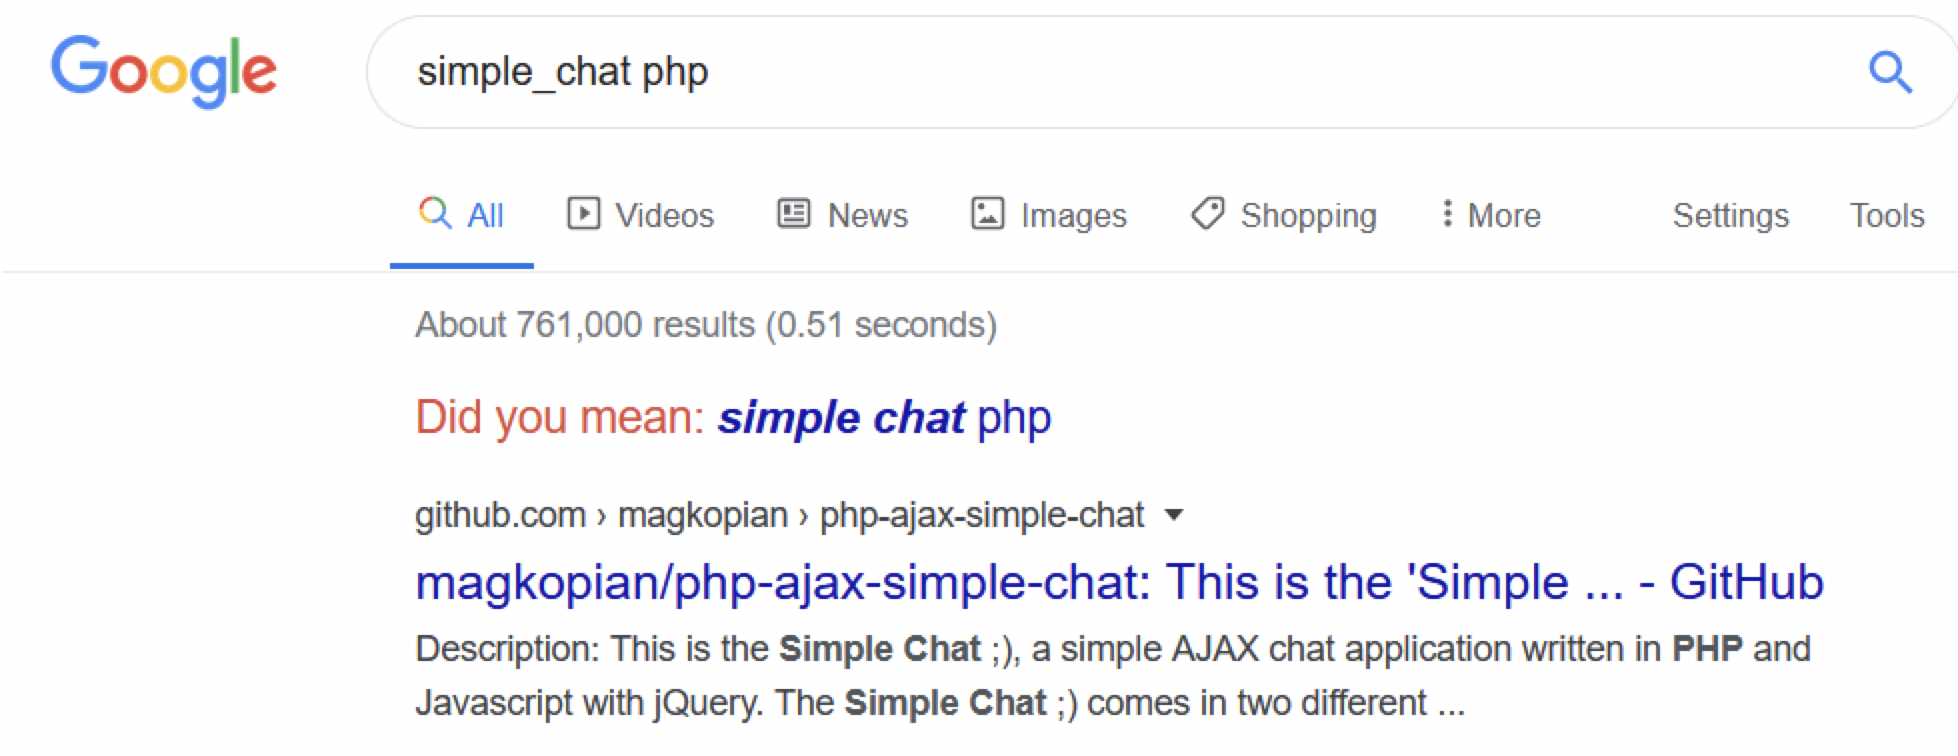 Google
simple_chat php
All Videos News Images Shopping More Settings Tools
About 761,000 results (0.51 seconds)
Did you mean: simple chat php
github.com › magkopian › php-ajax-simple-chat
magkopian/php-ajax-simple-chat: This is the 'Simple ... - GitHub
Description: This is the Simple Chat ;), a simple AJAX chat application written in PHP and
Javascript with jQuery. The Simple Chat ;) comes in two different ...